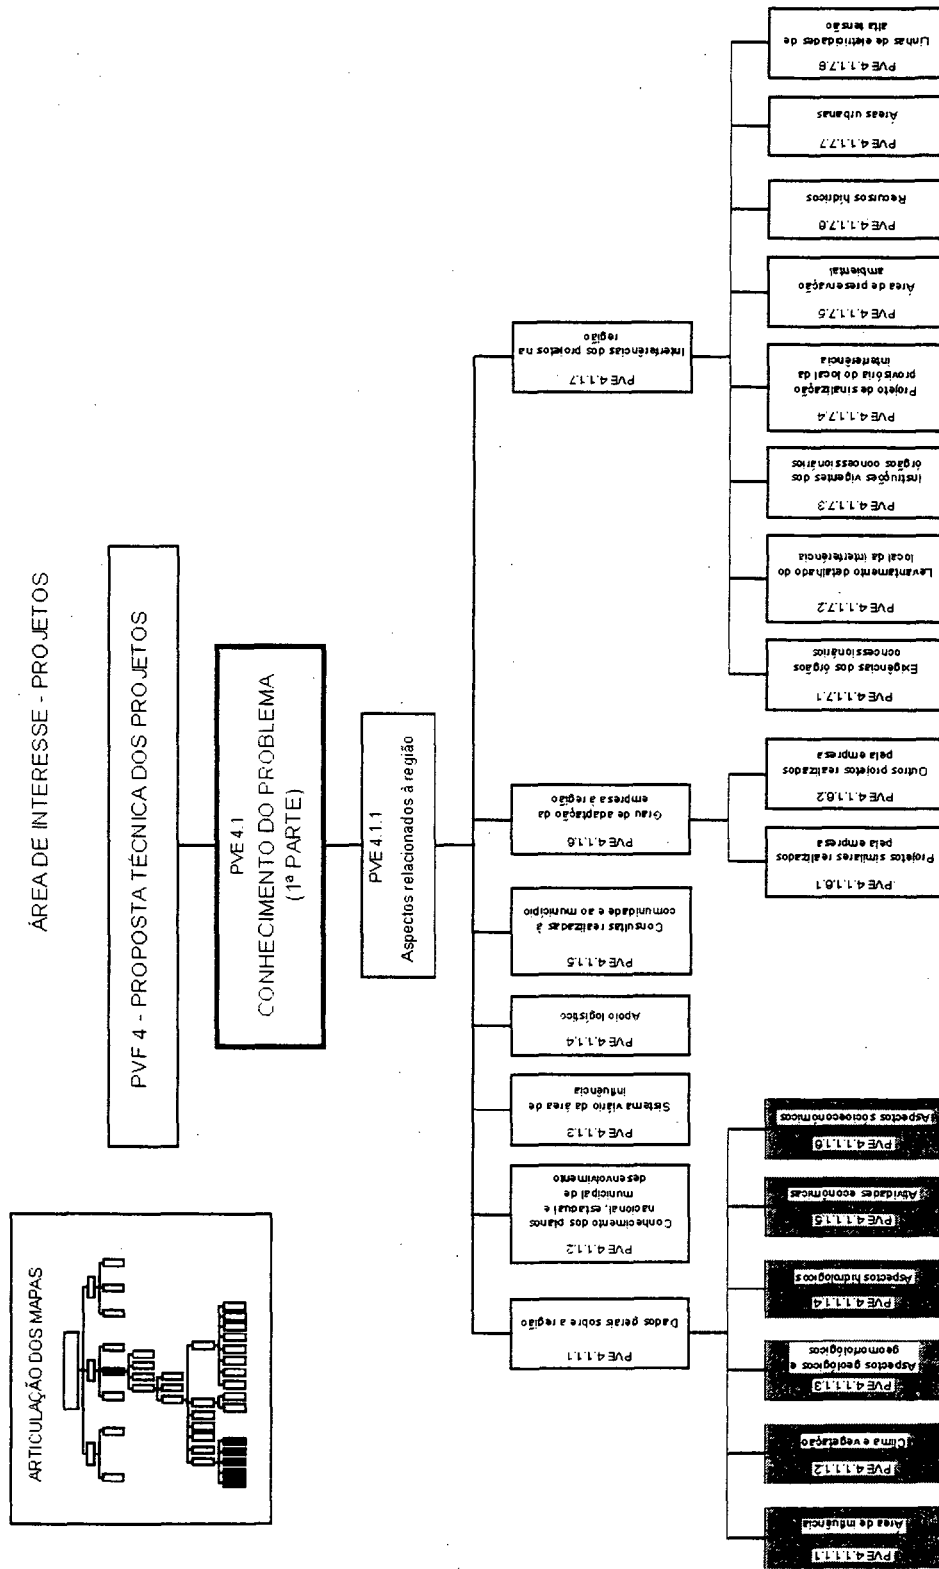 ÁREA DE INTERESSE - PROJETOS
ARTICULAÇÃO DOS MAPAS
PVF 4 - PROPOSTA TÉCNICA DOS PROJETOS
PVE 4.1
CONHECIMENTO DO PROBLEMA
(1ª PARTE)
PVE 4.1.1
Aspectos relacionados à região
PVE 4.1.1.1
Dados gerais sobre a região
PVE 4.1.1.2
Conhecimento dos planos
nacional, estadual e
municipal de
desenvolvimento
PVE 4.1.1.3
Sistema viário da área de
influência
PVE 4.1.1.4
Apoio logístico
PVE 4.1.1.5
Consultas realizadas à
comunidade e ao município
PVE 4.1.1.6
Grau de adaptação da
empresa à região
PVE 4.1.1.7
Interferências dos projetos na
região
PVE 4.1.1.1.1
Área de influência
PVE 4.1.1.1.2
Clima e vegetação
PVE 4.1.1.1.3
Aspectos geológicos e
geomorfológicos
PVE 4.1.1.1.4
Aspectos hidrológicos
PVE 4.1.1.1.5
Atividades econômicas
PVE 4.1.1.1.6
Aspectos sócioeconômicos
PVE 4.1.1.6.1
Projetos similares realizados
pela empresa
PVE 4.1.1.6.2
Outros projetos realizados
pela empresa
PVE 4.1.1.7.1
Exigências dos órgãos
concessionários
PVE 4.1.1.7.2
Levantamento detalhado do
local da interferência
PVE 4.1.1.7.3
Instruções vigentes dos
órgãos concessionários
PVE 4.1.1.7.4
Projeto de sinalização
provisória do local da
interferência
PVE 4.1.1.7.5
Área de preservação
ambiental
PVE 4.1.1.7.6
Recursos hídricos
PVE 4.1.1.7.7
Áreas urbanas
PVE 4.1.1.7.8
Linhas de eletricidades de
alta tensão